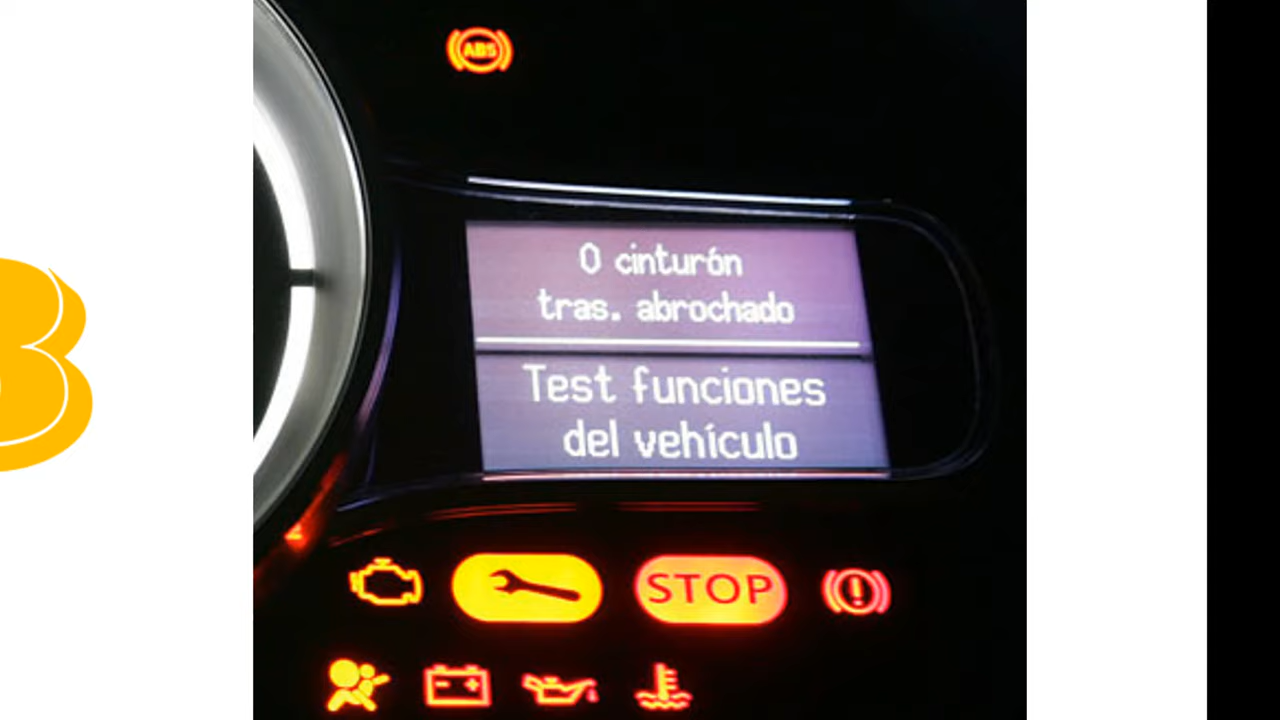 ABS
0 cinturón
tras. abrochado
Test funciones
del vehículo
STOP
B